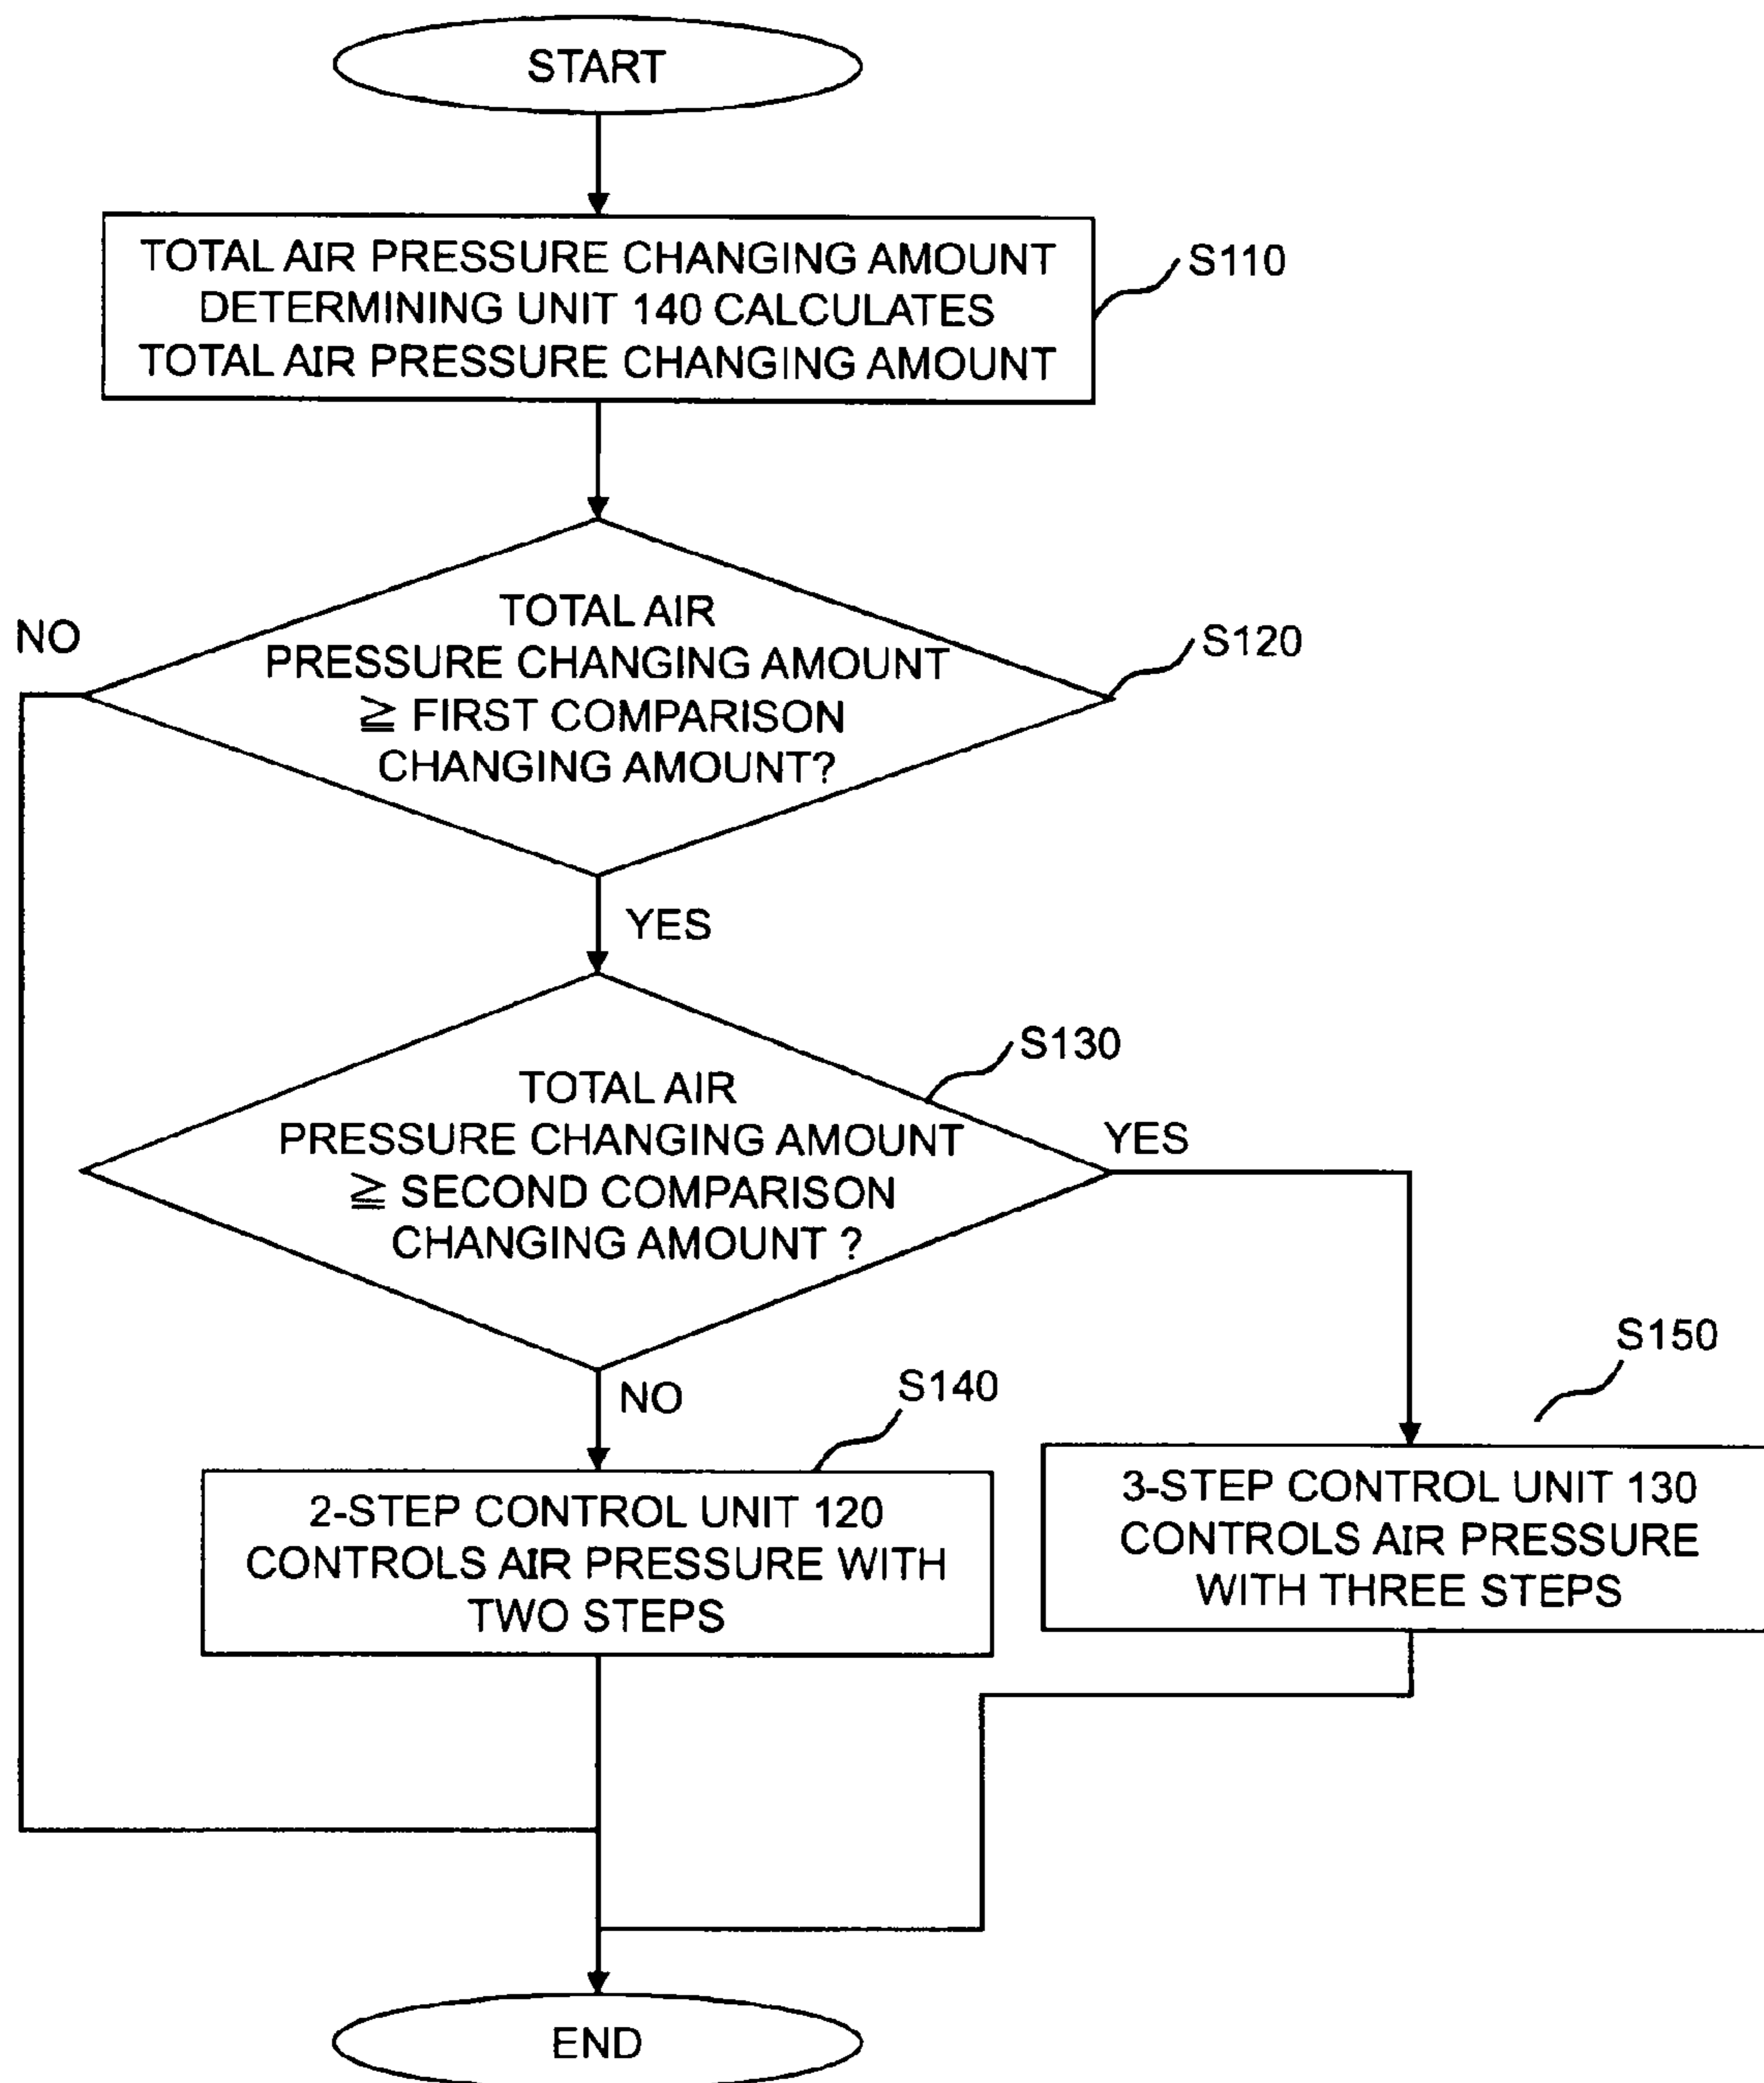 START
TOTAL AIR PRESSURE CHANGING AMOUNT
DETERMINING UNIT 140 CALCULATES
TOTAL AIR PRESSURE CHANGING AMOUNT
S110
NO
TOTAL AIR
PRESSURE CHANGING AMOUNT
≧ FIRST COMPARISON
CHANGING AMOUNT?
S120
YES
S130
TOTAL AIR
PRESSURE CHANGING AMOUNT
≧ SECOND COMPARISON
CHANGING AMOUNT ?
YES
NO
S140
S150
2-STEP CONTROL UNIT 120
CONTROLS AIR PRESSURE WITH
TWO STEPS
3-STEP CONTROL UNIT 130
CONTROLS AIR PRESSURE
WITH THREE STEPS
END